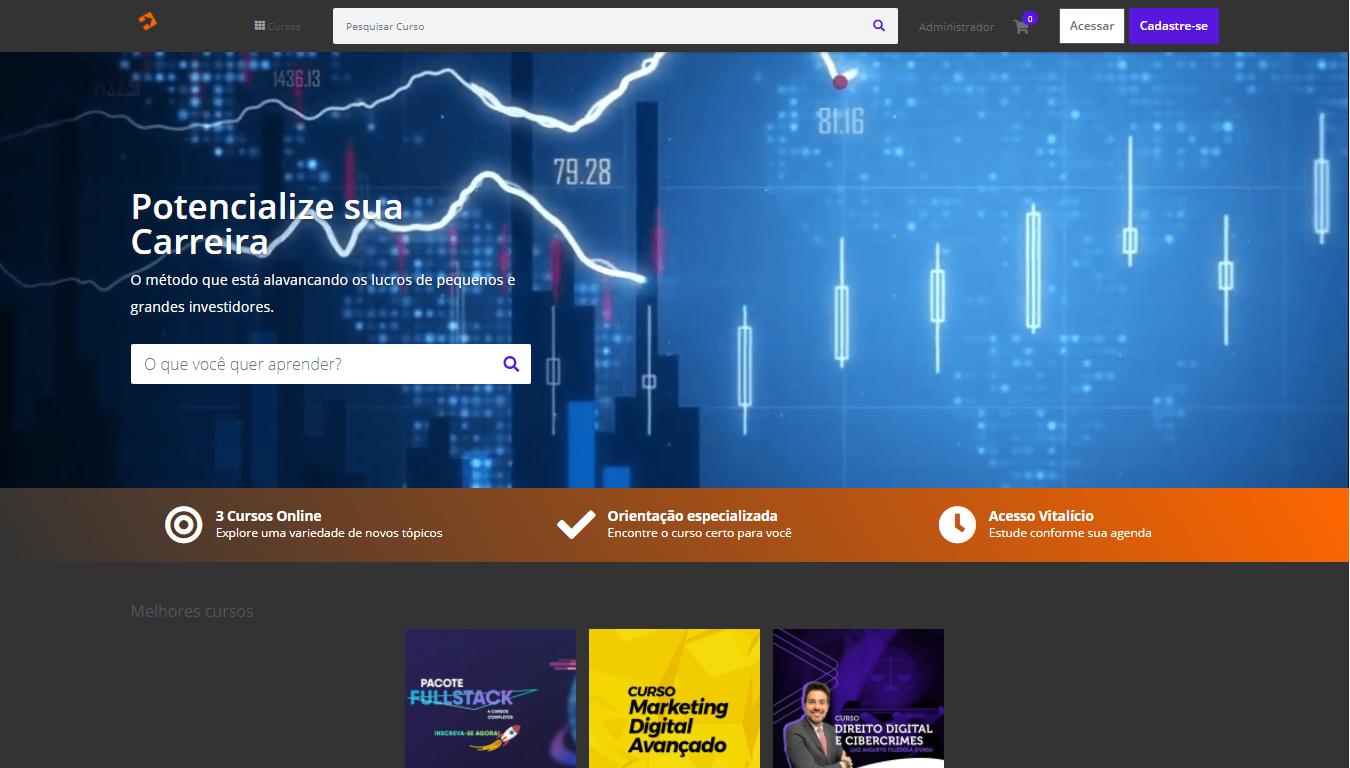 Cursos
Pesquisar Curso
Administrador
0
Acessar
Cadastre-se
1436.13
81.16
79.28
Potencialize sua
Carreira
O método que está alavancando os lucros de pequenos e
grandes investidores.
O que você quer aprender?
3 Cursos Online
Explore uma variedade de novos tópicos
Orientação especializada
Encontre o curso certo para você
Acesso Vitalício
Estude conforme sua agenda
Melhores cursos
PACOTE
FULLSTACK
4 CURSOS
COMPLETOS
INSCREVA-SE AGORA!
CURSO
Marketing
Digital
Avançado
CURSO
DIREITO DIGITAL
E CIBERCRIMES
LUIZ AUGUSTO FILIZZOLA D'URSO